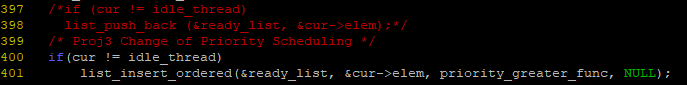 397 /*if (cur != idle_thread)
398 list_push_back (&ready_list, &cur->elem);*/
399 /* Proj3 Change of Priority Scheduling */
400 if(cur != idle_thread)
401 list_insert_ordered(&ready_list, &cur->elem, priority_greater_func, NULL);